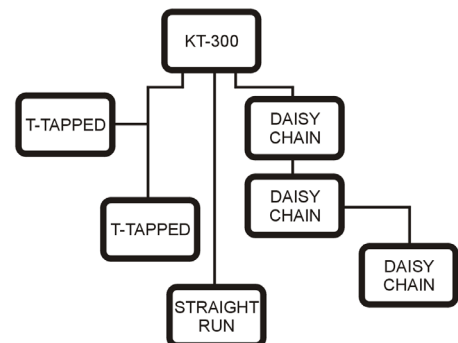 KT-300
T-TAPPED
DAISY
CHAIN
T-TAPPED
DAISY
CHAIN
DAISY
CHAIN
STRAIGHT
RUN